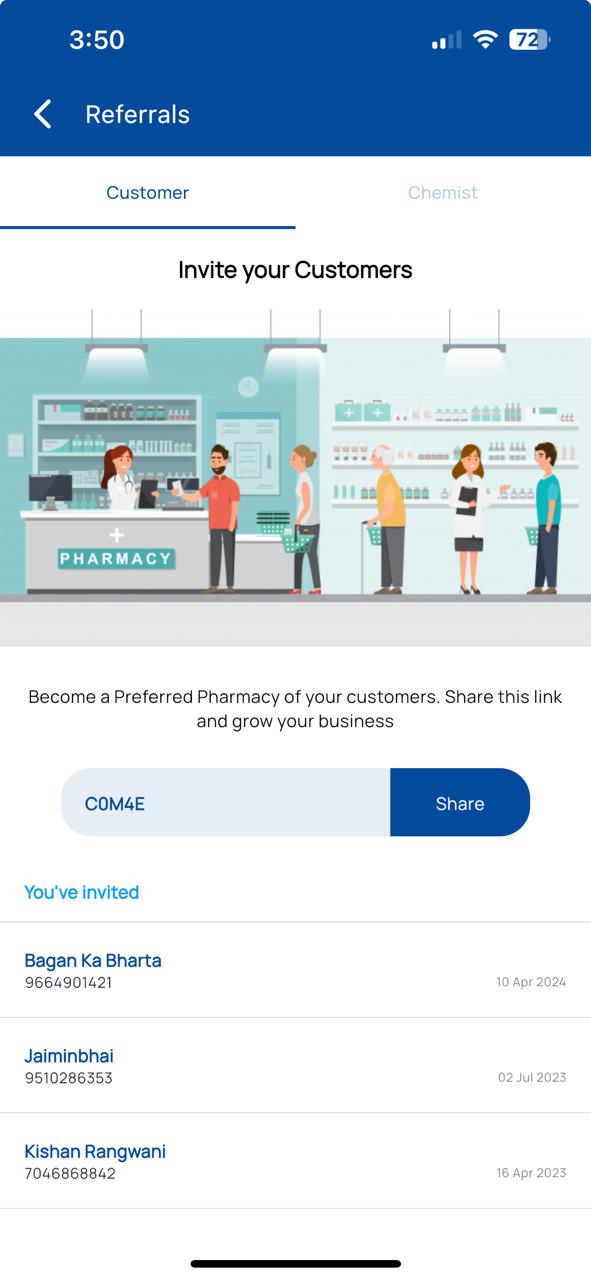 3:50
72
Referrals
Customer
Chemist
Invite your Customers
PHARMACY
Become a Preferred Pharmacy of your customers. Share this link
and grow your business
C0M4E
Share
You've invited
Bagan Ka Bharta
9664901421
10 Apr 2024
Jaiminbhai
9510286353
02 Jul 2023
Kishan Rangwani
7046868842
16 Apr 2023